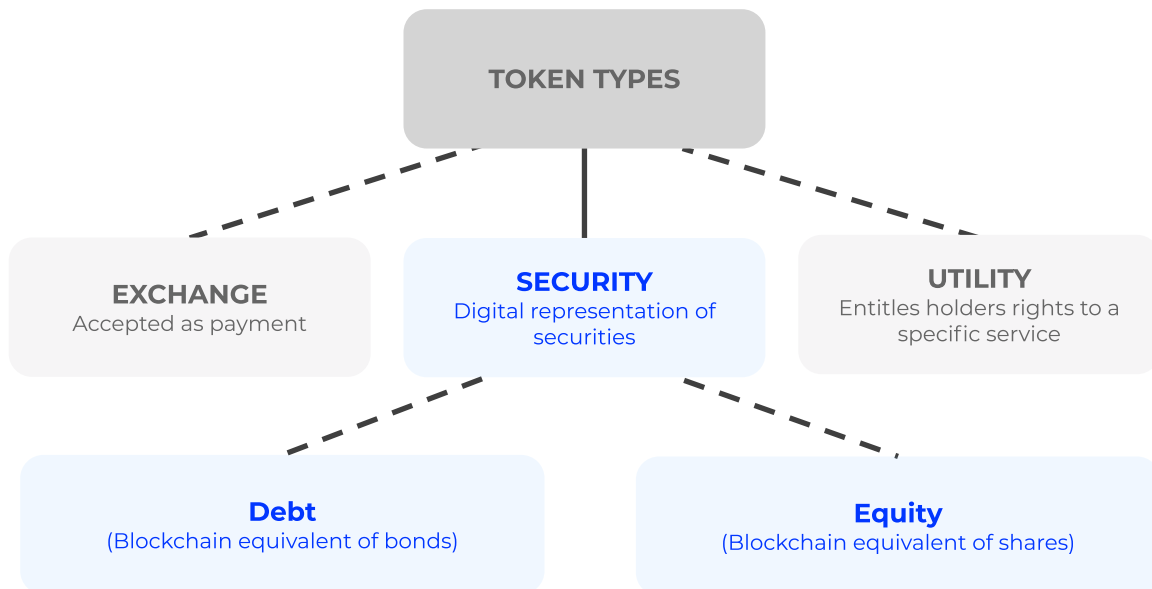 TOKEN TYPES
EXCHANGE
Accepted as payment
SECURITY
Digital representation of
securities
UTILITY
Entitles holders rights to a
specific service
Debt
(Blockchain equivalent of bonds)
Equity
(Blockchain equivalent of shares)